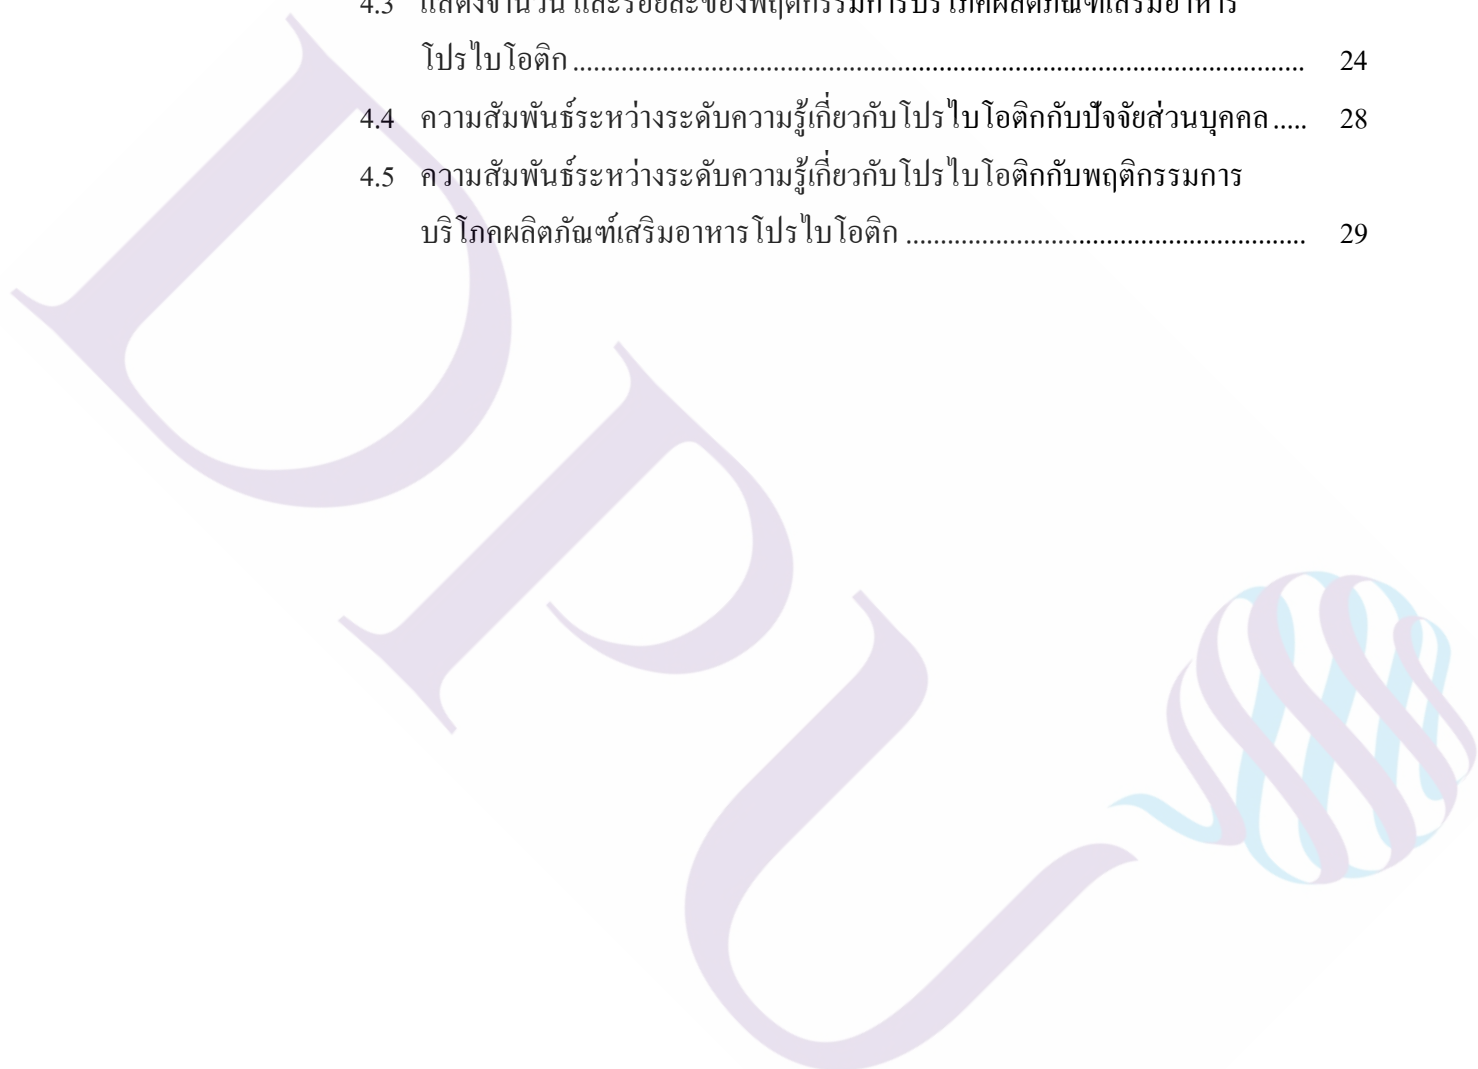 4.3 แสดงจำนวน และร้อยละของพฤติกรรมการบริโภคผลิตภัณฑ์เสริมอาหาร
โปรไบโอติก .......................................................................................................... 24
4.4 ความสัมพันธ์ระหว่างระดับความรู้เกี่ยวกับโปรไบโอติกกับปัจจัยส่วนบุคคล ..... 28
4.5 ความสัมพันธ์ระหว่างระดับความรู้เกี่ยวกับโปรไบโอติกกับพฤติกรรมการ
บริโภคผลิตภัณฑ์เสริมอาหารโปรไบโอติก .......................................................... 29
DPU